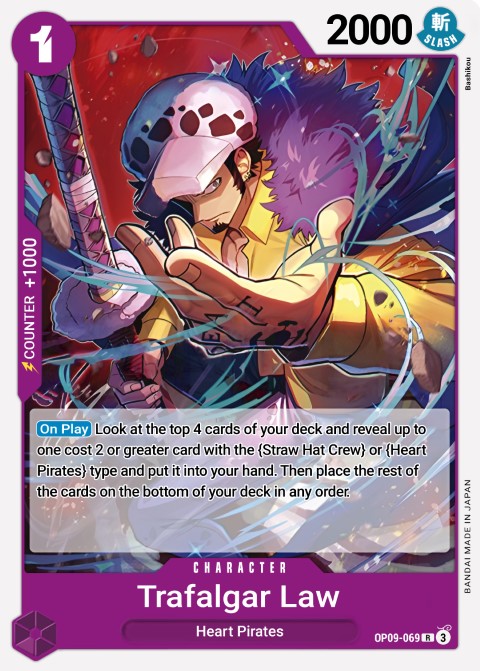 1
2000
斬
SLASH
Bashikou
COUNTER +1000
DEATH
On Play Look at the top 4 cards of your deck and reveal up to
one cost 2 or greater card with the {Straw Hat Crew} or {Heart
Pirates} type and put it into your hand. Then place the rest of
the cards on the bottom of your deck in any order.
BANDAI MADE IN JAPAN
CHARACTER
Trafalgar Law
Heart Pirates
OP09-069 R 3